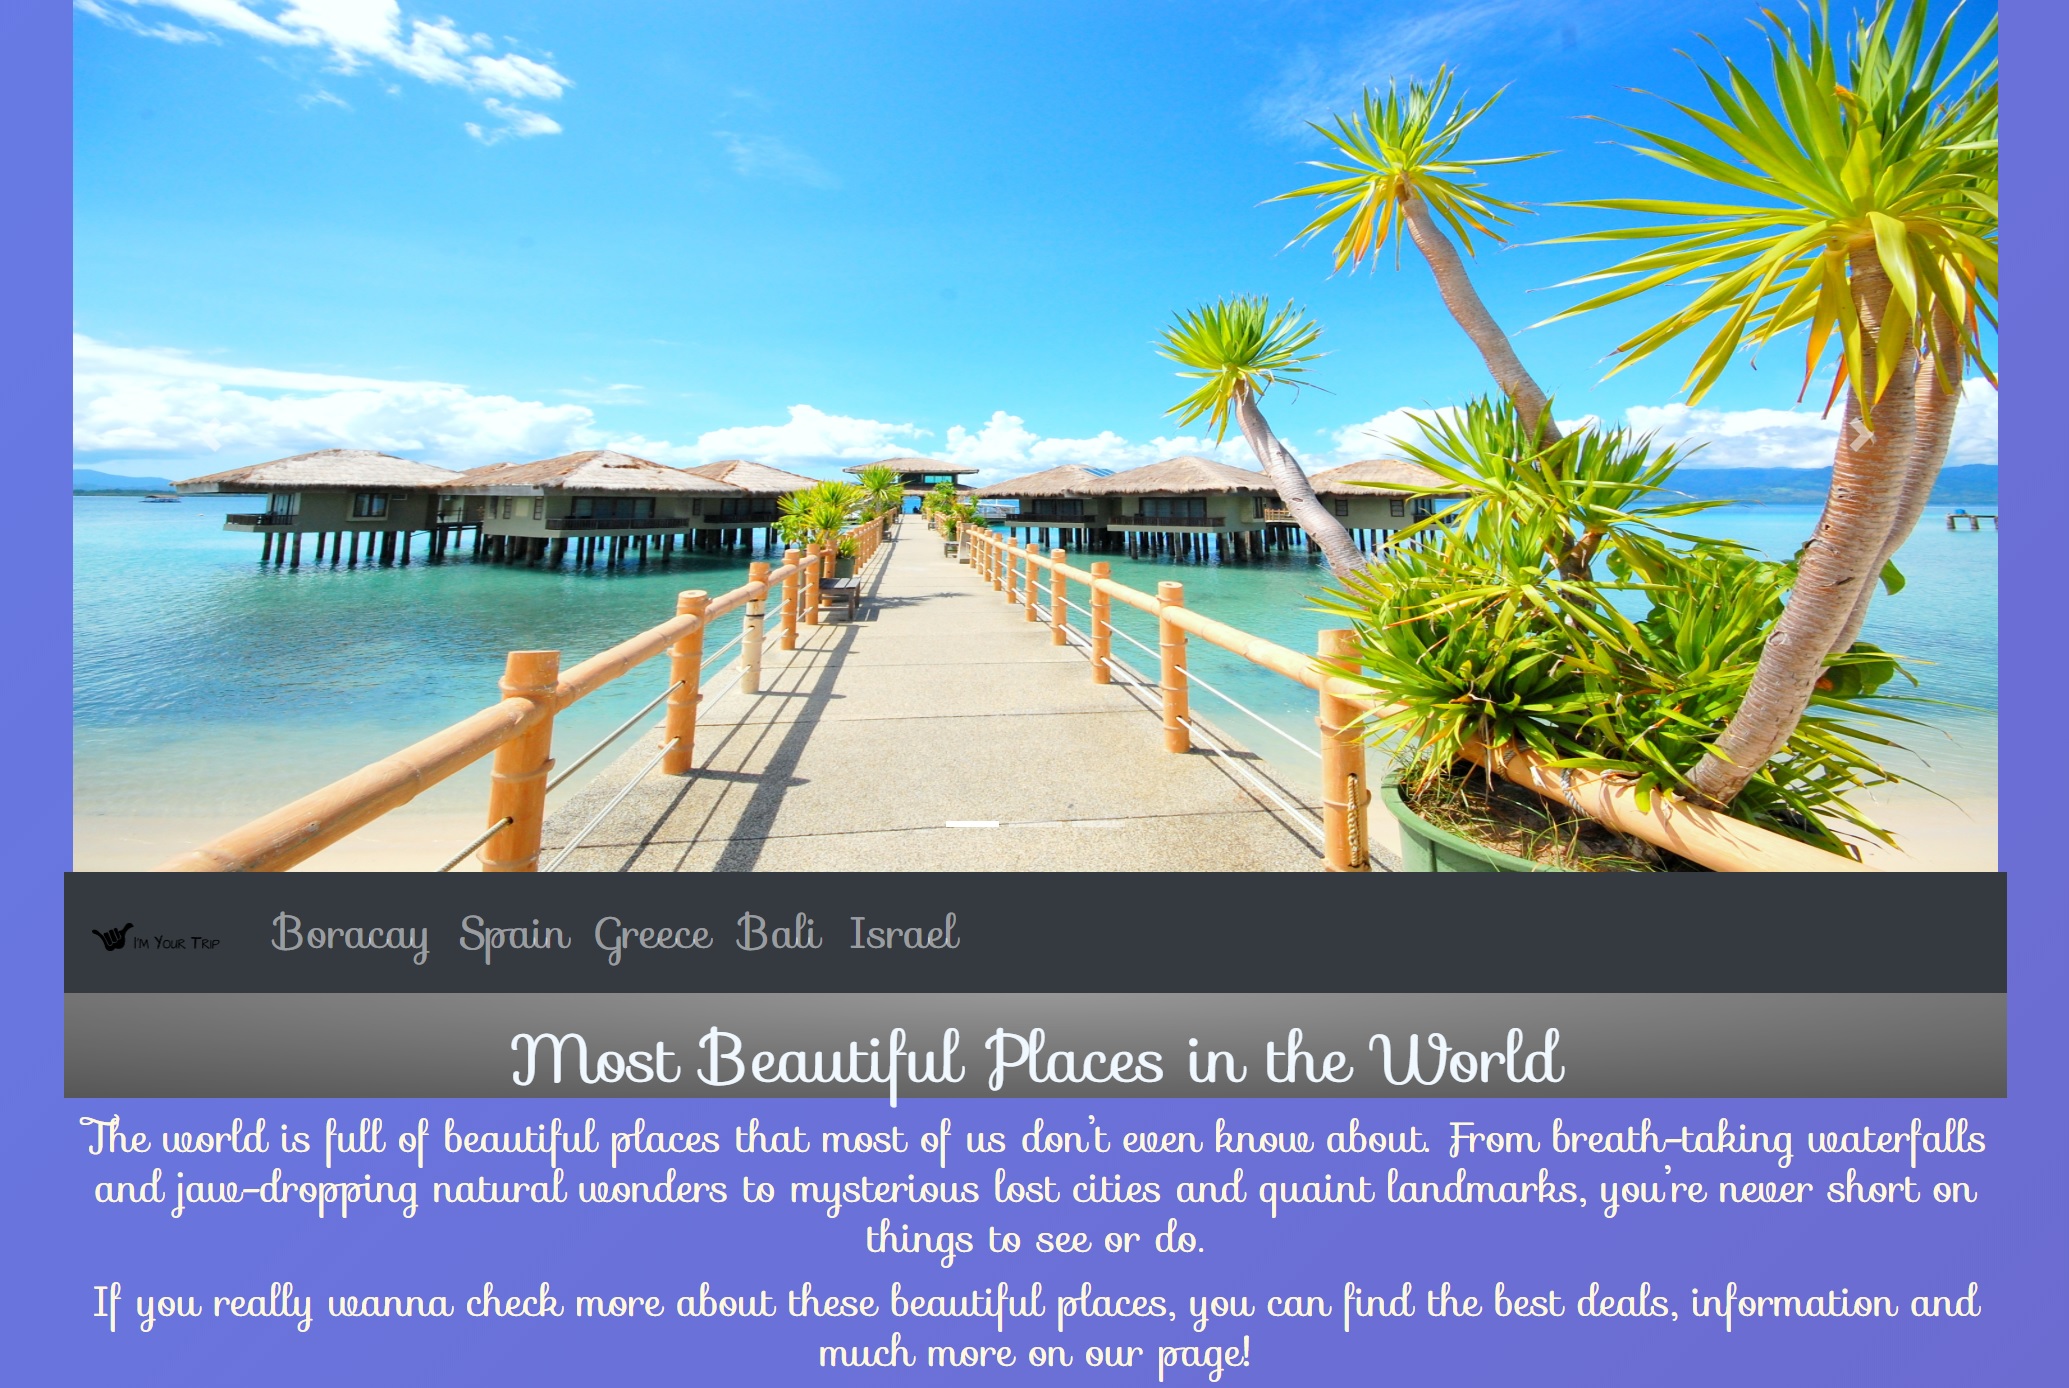 I'm Your Trip
Boracay Spain Greece Bali Israel
Most Beautiful Places in the World
The world is full of beautiful places that most of us don't even know about. From breath-taking waterfalls
and jaw-dropping natural wonders to mysterious lost cities and quaint landmarks, you're never short on
things to see or do.
If you really wanna check more about these beautiful places, you can find the best deals, information and
much more on our page!